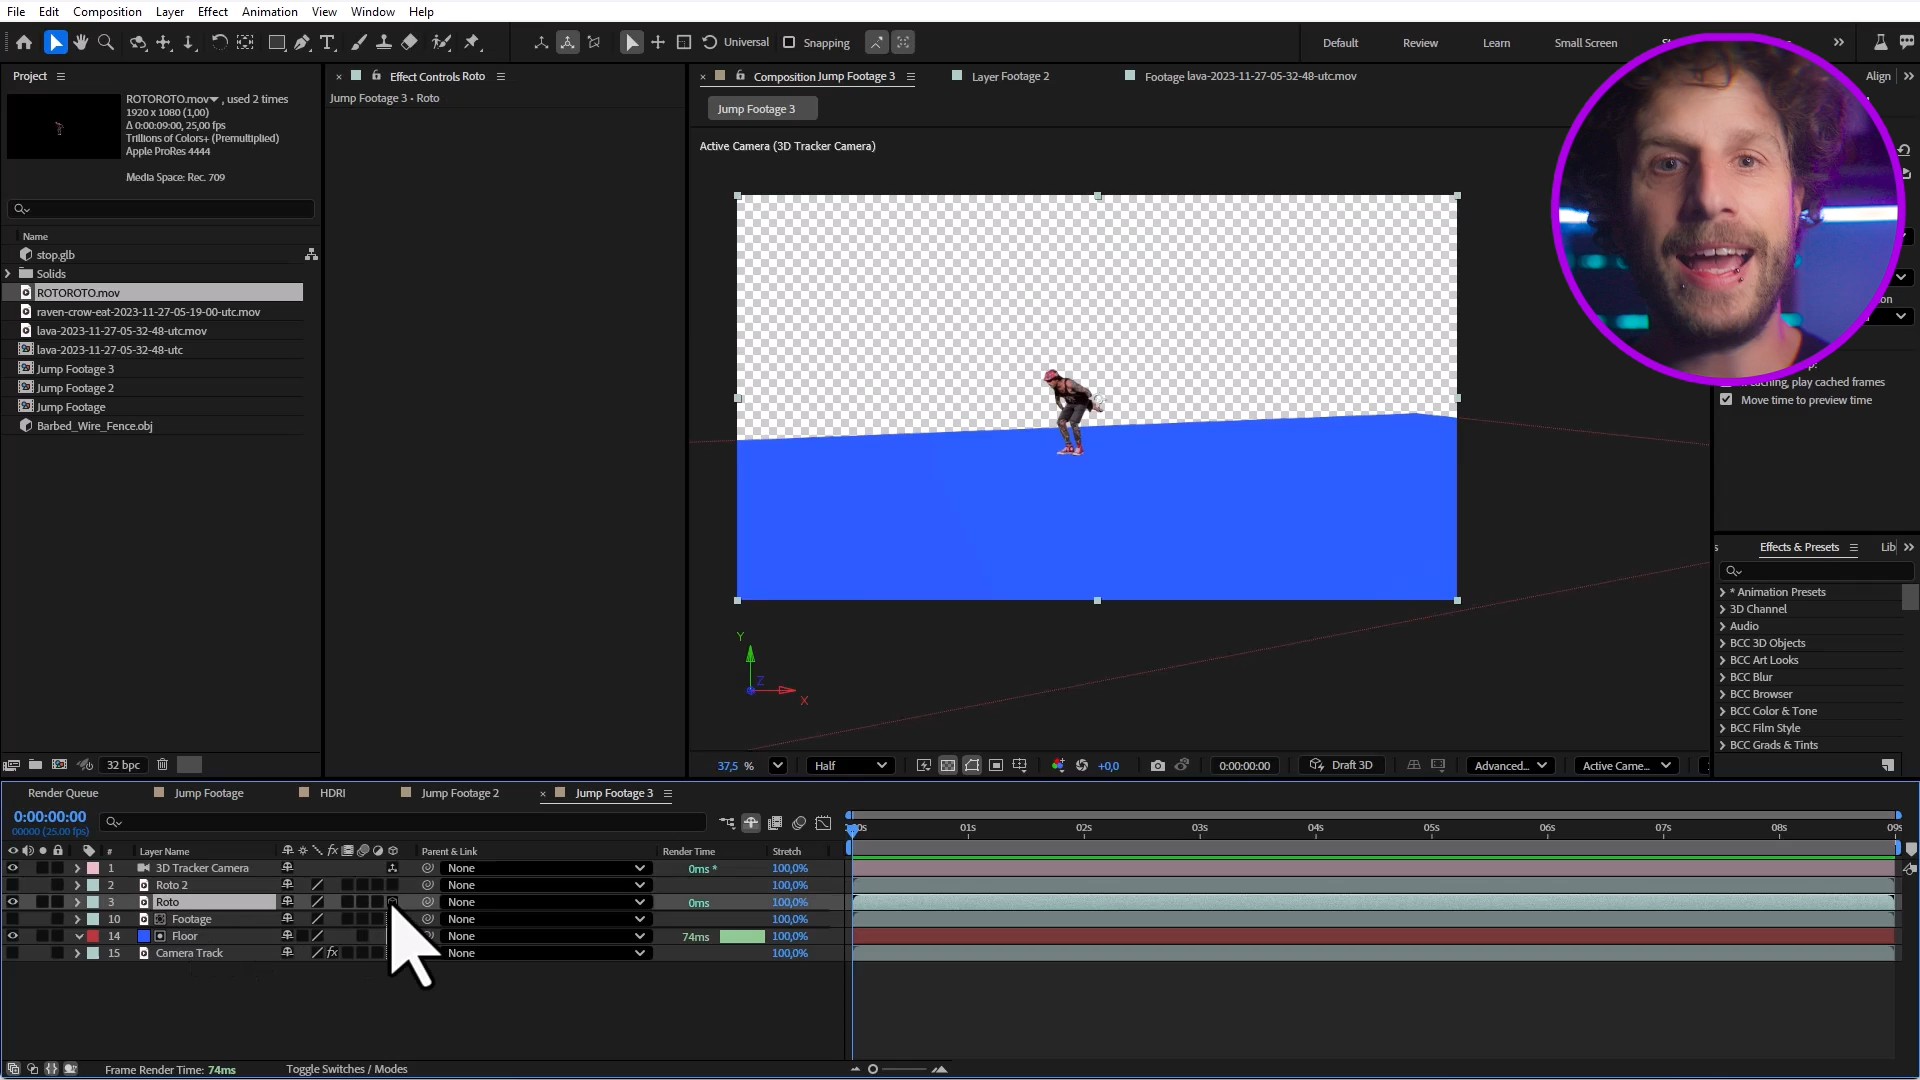 File Edit Composition Layer Effect Animation View Window Help
Universal Snapping Default Review Learn Small Screen
Project
ROTOROTO.mov , used 2 times
1920 x 1080 (1,00)
Δ 0:00:09:00, 25,00 fps
Trillions of Colors+ (Premultiplied)
Apple ProRes 4444
Media Space: Rec. 709
Name
stop.glb
Solids
ROTOROTO.mov
raven-crow-eat-2023-11-27-05-19-00-utc.mov
lava-2023-11-27-05-32-48-utc.mov
lava-2023-11-27-05-32-48-utc
Jump Footage 3
Jump Footage 2
Jump Footage
Barbed_Wire_Fence.obj
32 bpc
× Effect Controls Roto
Jump Footage 3 • Roto
× Composition Jump Footage 3 Layer Footage 2 Footage lava-2023-11-27-05-32-48-utc.mov
Jump Footage 3
Active Camera (3D Tracker Camera)
Y
Z
X
37,5 % Half +0,0 0:00:00:00 Draft 3D Advanced... Active Came...
Align
on
caching, play cached frames
Move time to preview time
Effects & Presets Lib
* Animation Presets
3D Channel
Audio
BCC 3D Objects
BCC Art Looks
BCC Blur
BCC Browser
BCC Color & Tone
BCC Film Style
BCC Grads & Tints
Render Queue Jump Footage HDRI Jump Footage 2 × Jump Footage 3
0:00:00:00
00000 (25.00 fps)
00s 01s 02s 03s 04s 05s 06s 07s 08s 09s
# Layer Name fx Parent & Link Render Time Stretch
1 3D Tracker Camera None 0ms * 100,0%
2 Roto 2 None 100,0%
3 Roto None 0ms 100,0%
10 Footage None 100,0%
14 Floor None 74ms 100,0%
15 Camera Track fx None 100,0%
Frame Render Time: 74ms Toggle Switches / Modes